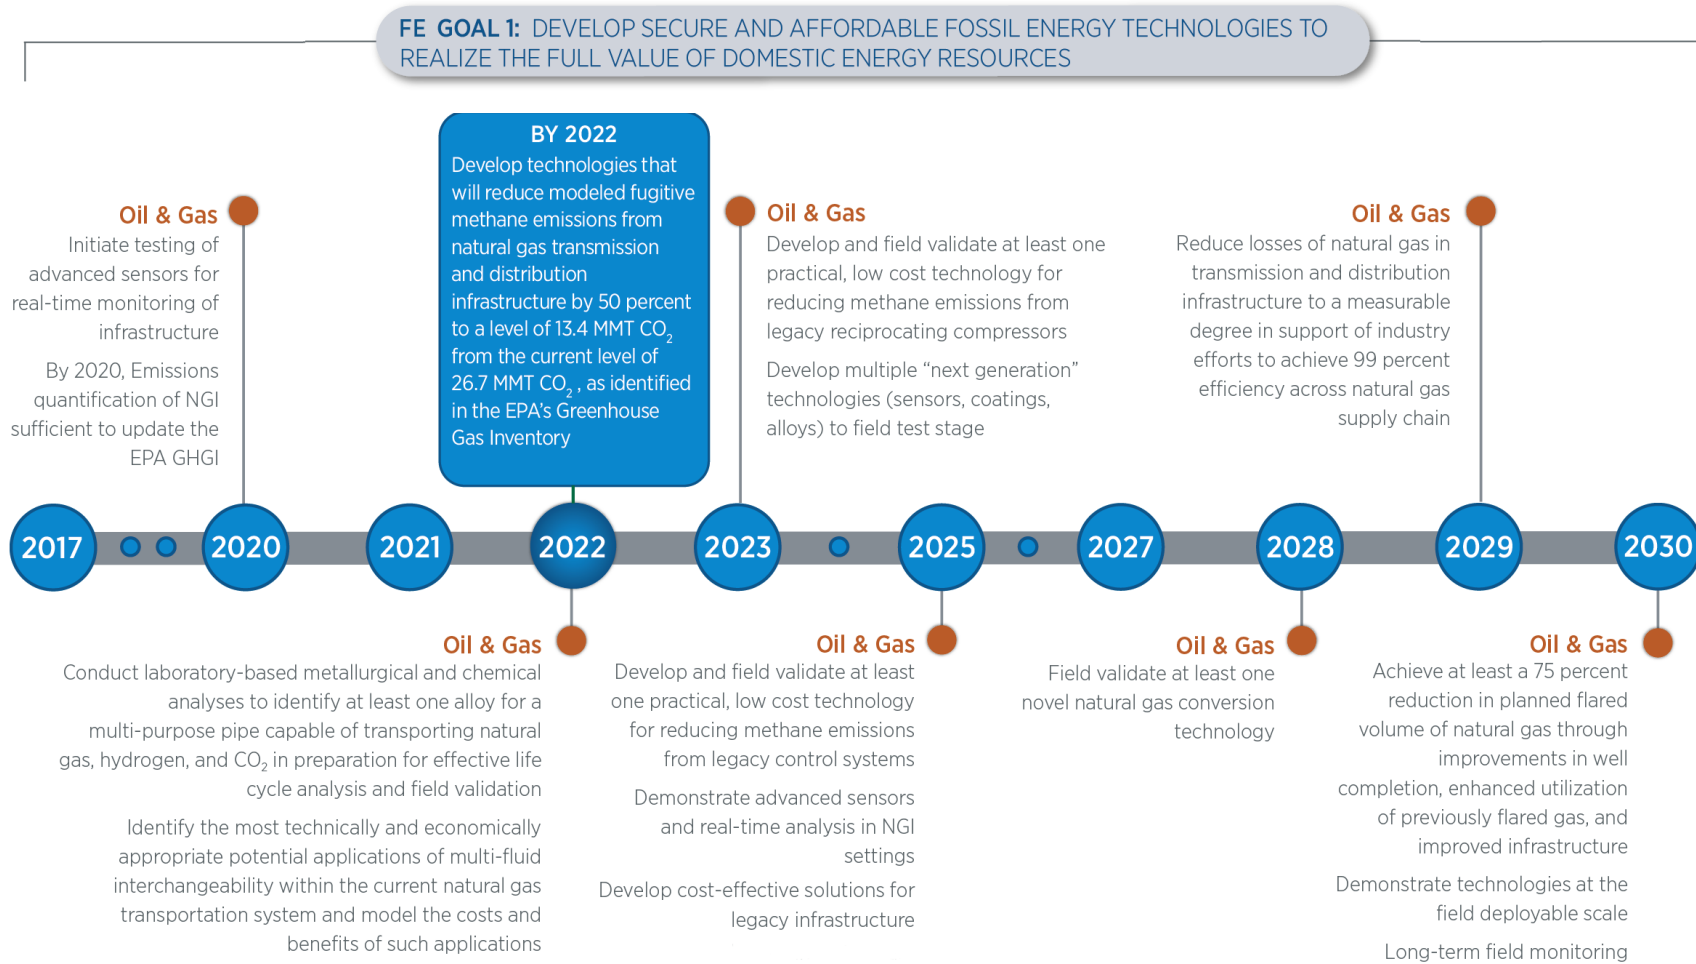 FE GOAL 1: DEVELOP SECURE AND AFFORDABLE FOSSIL ENERGY TECHNOLOGIES TO
REALIZE THE FULL VALUE OF DOMESTIC ENERGY RESOURCES
Oil & Gas
Initiate testing of
advanced sensors for
real-time monitoring of
infrastructure
By 2020, Emissions
quantification of NGI
sufficient to update the
EPA GHGI
BY 2022
Develop technologies that
will reduce modeled fugitive
methane emissions from
natural gas transmission
and distribution
infrastructure by 50 percent
to a level of 13.4 MMT CO2
from the current level of
26.7 MMT CO2 , as identified
in the EPA's Greenhouse
Gas Inventory
Oil & Gas
Develop and field validate at least one
practical, low cost technology for
reducing methane emissions from
legacy reciprocating compressors
Develop multiple “next generation”
technologies (sensors, coatings,
alloys) to field test stage
Oil & Gas
Reduce losses of natural gas in
transmission and distribution
infrastructure to a measurable
degree in support of industry
efforts to achieve 99 percent
efficiency across natural gas
supply chain
2017 2020 2021 2022 2023 2025 2027 2028 2029 2030
Oil & Gas
Conduct laboratory-based metallurgical and chemical
analyses to identify at least one alloy for a
multi-purpose pipe capable of transporting natural
gas, hydrogen, and CO2 in preparation for effective life
cycle analysis and field validation
Identify the most technically and economically
appropriate potential applications of multi-fluid
interchangeability within the current natural gas
transportation system and model the costs and
benefits of such applications
Oil & Gas
Develop and field validate at least
one practical, low cost technology
for reducing methane emissions
from legacy control systems
Demonstrate advanced sensors
and real-time analysis in NGI
settings
Develop cost-effective solutions for
legacy infrastructure
Oil & Gas
Field validate at least one
novel natural gas conversion
technology
Oil & Gas
Achieve at least a 75 percent
reduction in planned flared
volume of natural gas through
improvements in well
completion, enhanced utilization
of previously flared gas, and
improved infrastructure
Demonstrate technologies at the
field deployable scale
Long-term field monitoring